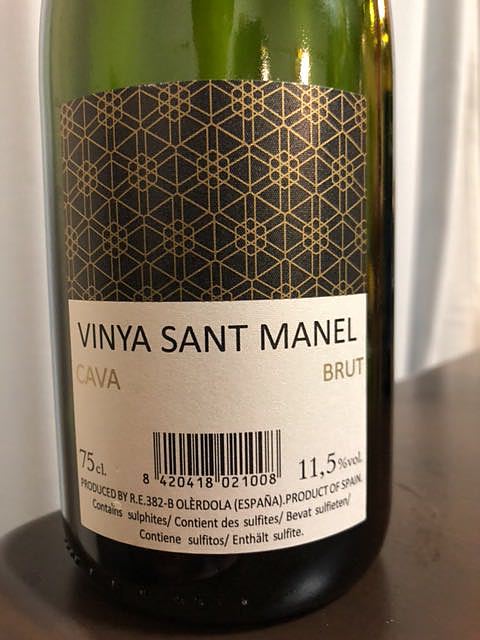 VINYA SANT MANEL
CAVA BRUT
75cl. 8 420418 021008 11,5%vol.
PRODUCED BY R.E.382-B OLÈRDOLA (ESPAÑA).PRODUCT OF SPAIN.
Contains sulphites/ Contient des sulfites/ Bevat sulfieten/
Contiene sulfitos/ Enthält sulfite.